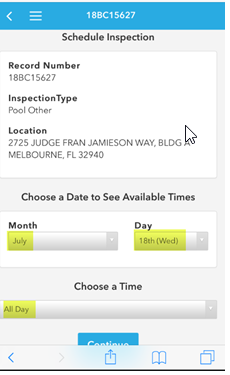 18BC15627
Schedule Inspection
Record Number
18BC15627
InspectionType
Pool Other
Location
2725 JUDGE FRAN JAMIESON WAY, BLDG A
MELBOURNE, FL 32940
Choose a Date to See Available Times
Month Day
July 18th (Wed)
Choose a Time
All Day
Continue